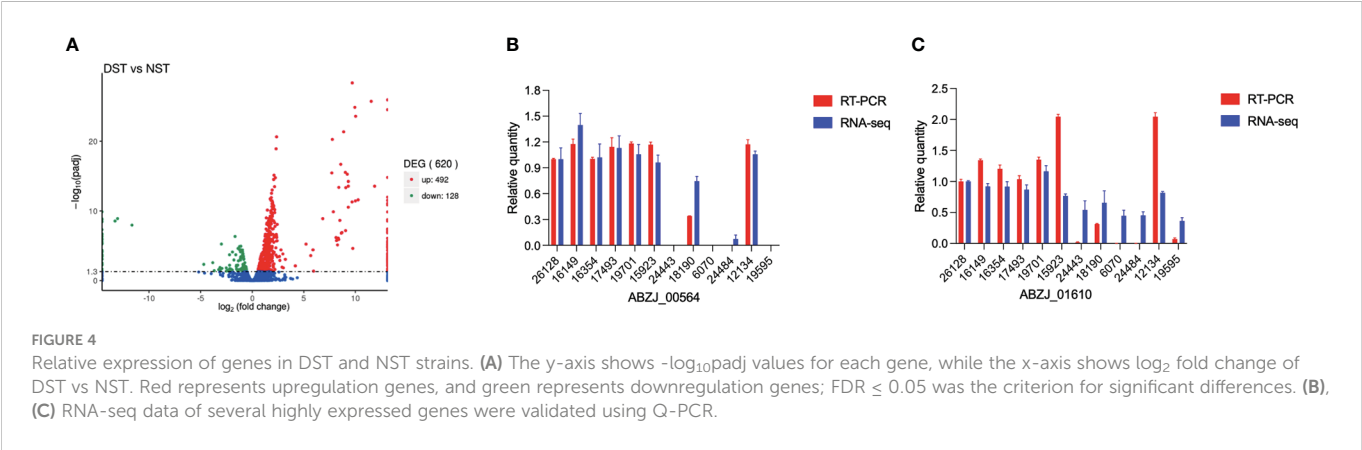 A
DST vs NST
20
10
1.3
0
−log10(padj)
-10
-5
0
5
10
log2 (fold change)
DEG ( 620 )
up: 492
down: 128
B
Relative quantity
1.8
1.5
1.2
0.9
0.6
0.3
0.0
26128
16149
16354
17493
19701
15923
24443
18190
6070
24484
12134
19595
ABZJ_00564
RT-PCR
RNA-seq
C
Relative quantity
2.5
2.0
1.5
1.0
0.5
0.0
26128
16149
16354
17493
19701
15923
24443
18190
6070
24484
12134
19595
ABZJ_01610
RT-PCR
RNA-seq
FIGURE 4
Relative expression of genes in DST and NST strains. (A) The y-axis shows -log10padj values for each gene, while the x-axis shows log2 fold change of
DST vs NST. Red represents upregulation genes, and green represents downregulation genes; FDR ≤ 0.05 was the criterion for significant differences. (B),
(C) RNA-seq data of several highly expressed genes were validated using Q-PCR.